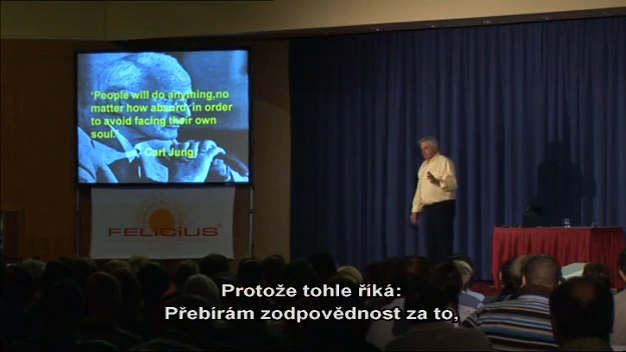 'People will do anything,no
matter how absurd, in order
to avoid facing their own
soul.'
Carl Jung
FELiCiUS®
Protože tohle říká:
Přebírám zodpovědnost za to,